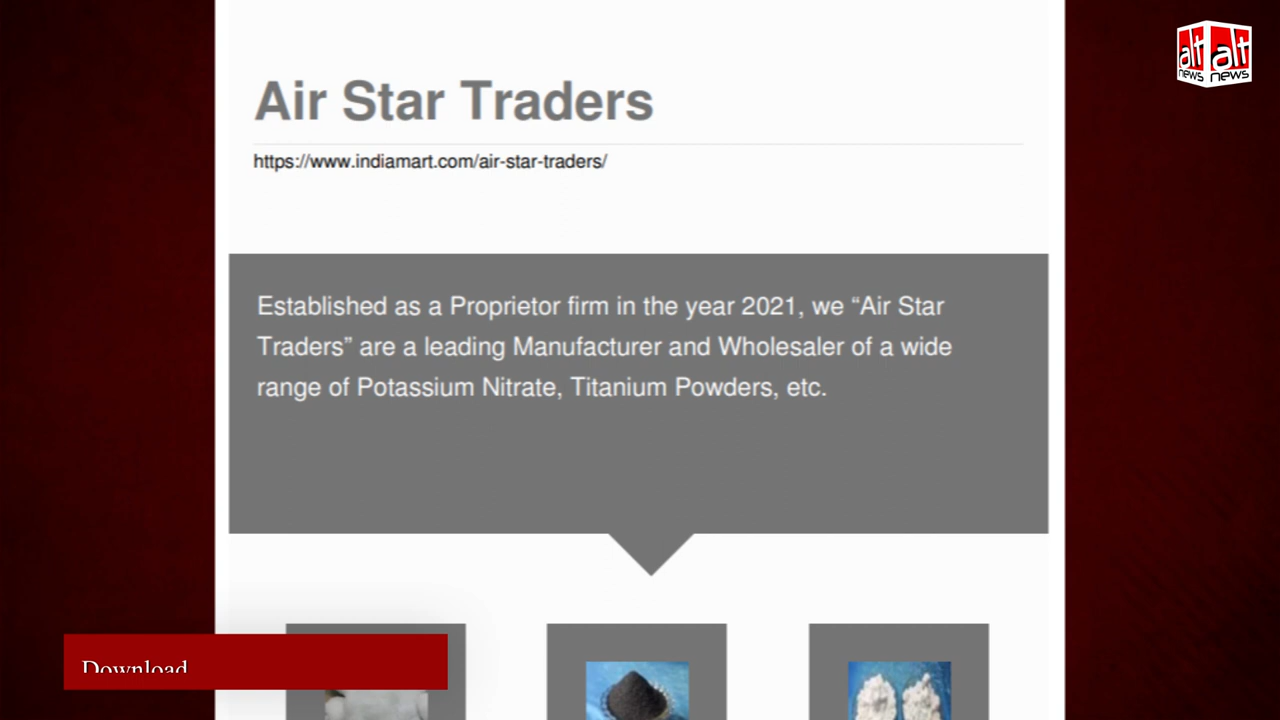 alt alt
news news
Air Star Traders
https://www.indiamart.com/air-star-traders/
Established as a Proprietor firm in the year 2021, we “Air Star
Traders” are a leading Manufacturer and Wholesaler of a wide
range of Potassium Nitrate, Titanium Powders, etc.
Download